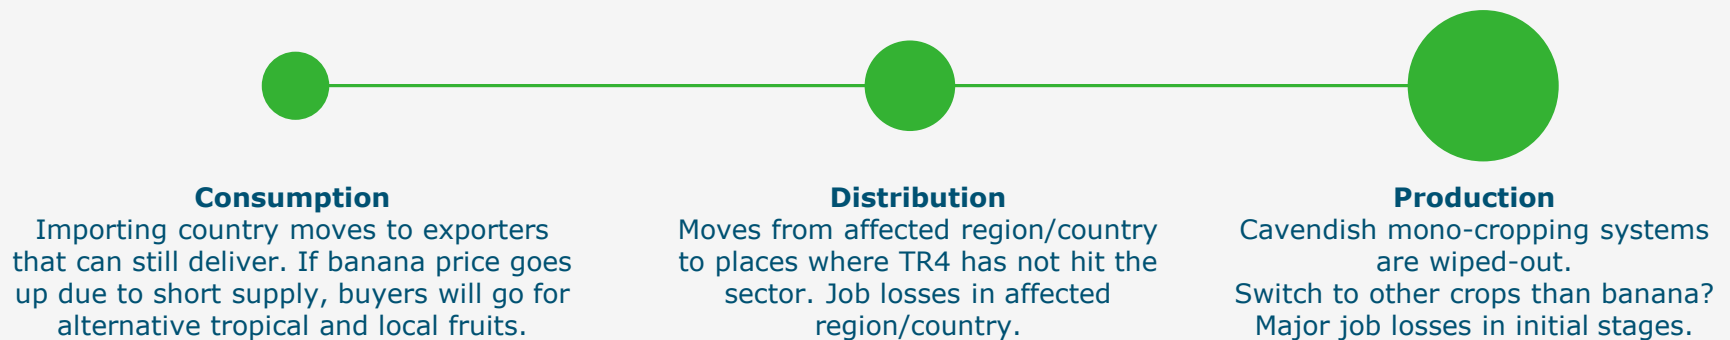 Consumption
Importing country moves to exporters
that can still deliver. If banana price goes
up due to short supply, buyers will go for
alternative tropical and local fruits.
Distribution
Moves from affected region/country
to places where TR4 has not hit the
sector. Job losses in affected
region/country.
Production
Cavendish mono-cropping systems
are wiped-out.
Switch to other crops than banana?
Major job losses in initial stages.